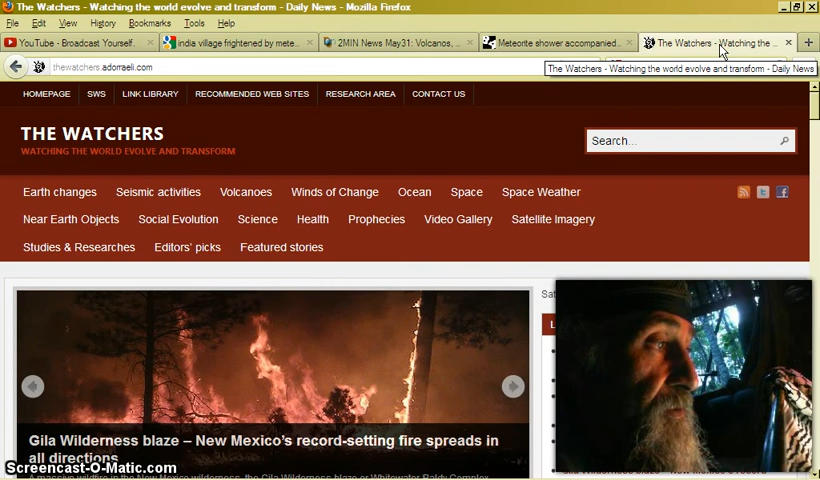 The Watchers - Watching the world evolve and transform - Daily News - Mozilla Firefox
File Edit View History Bookmarks Tools Help
YouTube - Broadcast Yourself.
india village frightened by mete...
2MIN News May31: Volcanos, ...
Meteorite shower accompanied...
The Watchers - Watching the ...
thewatchers.adorraeli.com
The Watchers - Watching the world evolve and transform - Daily News
HOMEPAGE SWS LINK LIBRARY RECOMMENDED WEB SITES RESEARCH AREA CONTACT US
THE WATCHERS
WATCHING THE WORLD EVOLVE AND TRANSFORM
Search...
Earth changes Seismic activities Volcanoes Winds of Change Ocean Space Space Weather
Near Earth Objects Social Evolution Science Health Prophecies Video Gallery Satellite Imagery
Studies & Researches Editors' picks Featured stories
Sat
L
Gila Wilderness blaze – New Mexico's record-setting fire spreads in
all directions
Screencast-O-Matic.com